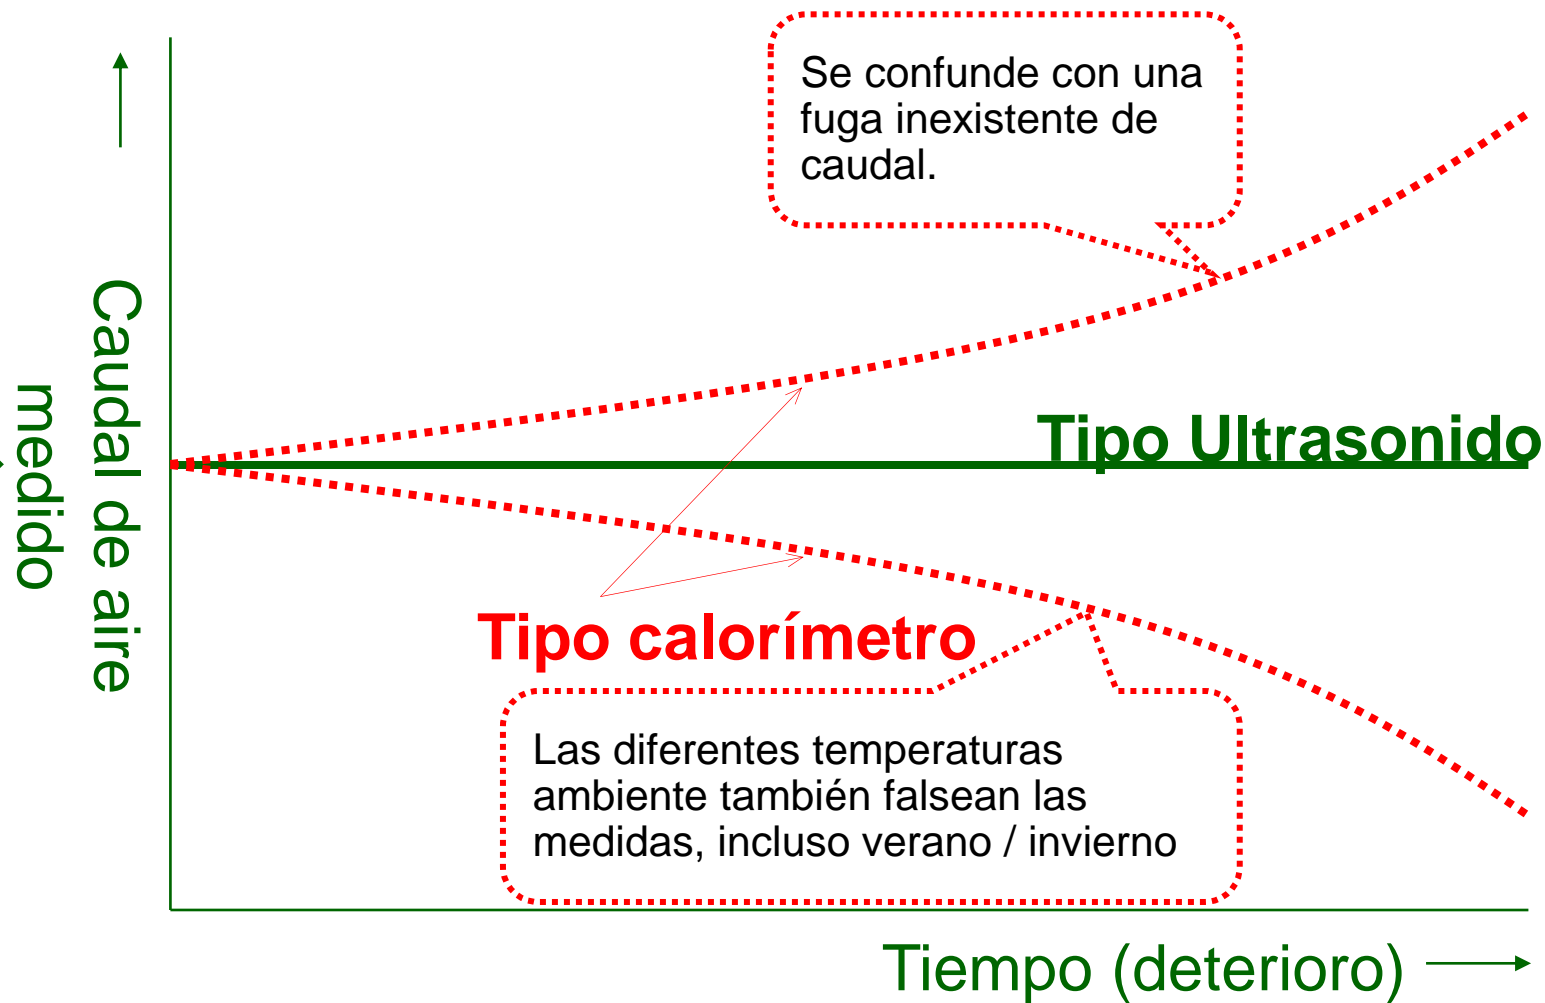 Se confunde con una
fuga inexistente de
caudal.
Caudal de aire
medido
Tipo Ultrasonido
Tipo calorímetro
Las diferentes temperaturas
ambiente también falsean las
medidas, incluso verano / invierno
Tiempo (deterioro)